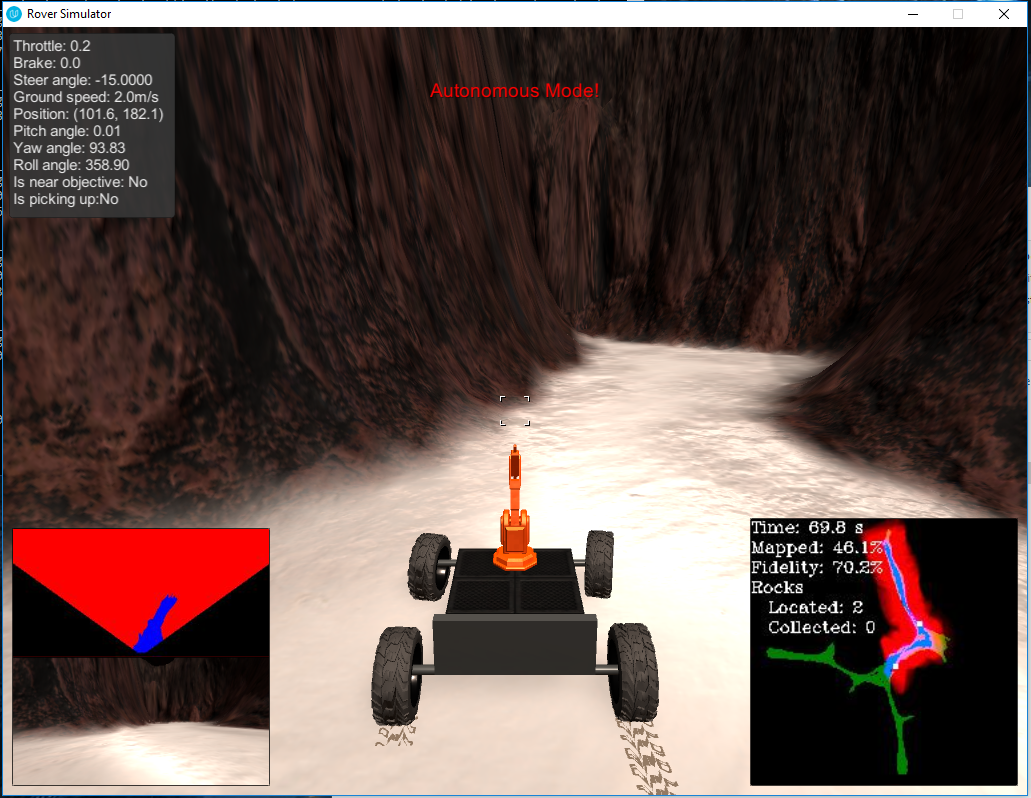 Rover Simulator
Throttle: 0.2
Brake: 0.0
Steer angle: -15.0000
Ground speed: 2.0m/s
Position: (101.6, 182.1)
Pitch angle: 0.01
Yaw angle: 93.83
Roll angle: 358.90
Is near objective: No
Is picking up:No
Autonomous Mode!
Time: 69.8 s
Mapped: 46.1%
Fidelity: 70.2%
Rocks
Located: 2
Collected: 0